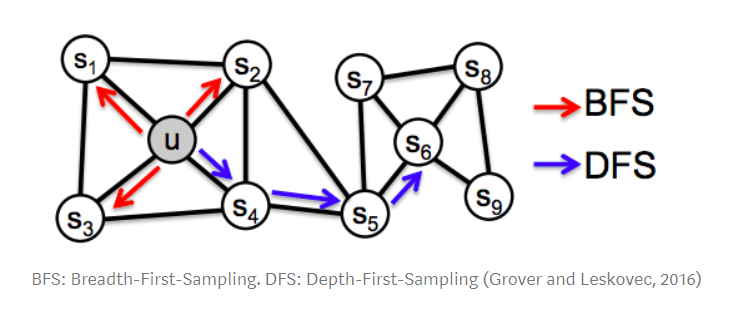 s1
s2
s7
s8
BFS
u
s6
DFS
s3
s4
s5
s9
BFS: Breadth-First-Sampling. DFS: Depth-First-Sampling (Grover and Leskovec, 2016)